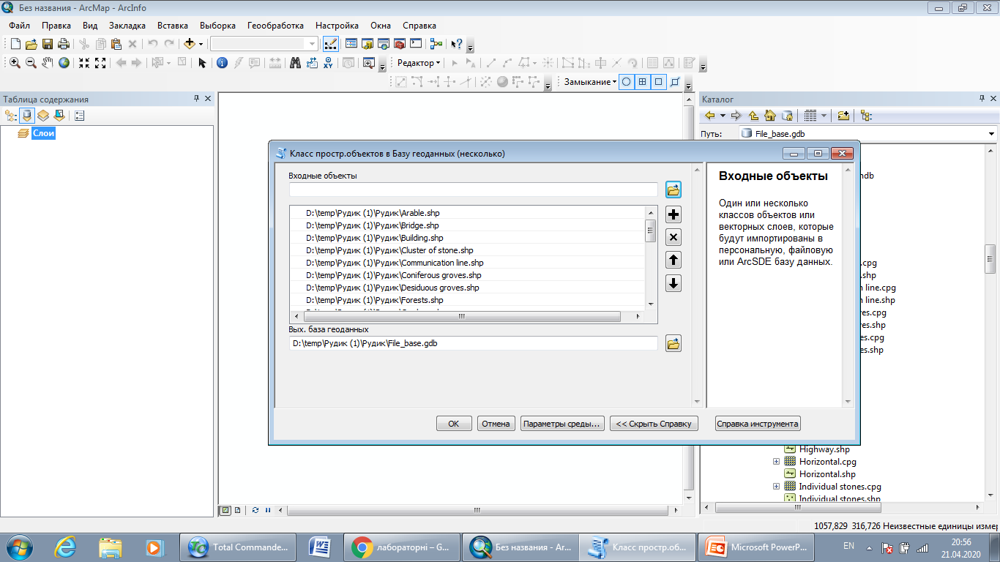 Без названия - ArcMap - ArcInfo
Файл Правка Вид Закладка Вставка Выборка Геообработка Настройка Окна Справка
Редактор
Замыкание
Таблица содержания
Слои
Каталог
Путь: File_base.gdb
Класс простр.объектов в Базу геоданных (несколько)
Входные объекты
D:\temp\Рудик (1)\Рудик\Arable.shp
D:\temp\Рудик (1)\Рудик\Bridge.shp
D:\temp\Рудик (1)\Рудик\Building.shp
D:\temp\Рудик (1)\Рудик\Cluster of stone.shp
D:\temp\Рудик (1)\Рудик\Communication line.shp
D:\temp\Рудик (1)\Рудик\Coniferous groves.shp
D:\temp\Рудик (1)\Рудик\Desiduous groves.shp
D:\temp\Рудик (1)\Рудик\Forests.shp
Вых. база геоданных
D:\temp\Рудик (1)\Рудик\File_base.gdb
OK Отмена Параметры среды... << Скрыть Справку Справка инструмента
Входные объекты
Один или несколько
классов объектов или
векторных слоев, которые
будут импортированы в
персональную, файловую
или ArcSDE базу данных.
ndb
.cpg
.shp
n line.cpg
n line.shp
ves.cpg
ves.shp
es.cpg
es.shp
Highway.shp
Horizontal.cpg
Horizontal.shp
Individual stones.cpg
Individual stones.shp
1057,829 316,726 Неизвестные единицы измер
Total Commande... лабораторні – G... Без названия - Ar... Класс простр.об... Microsoft PowerP...
EN
20:56
21.04.2020